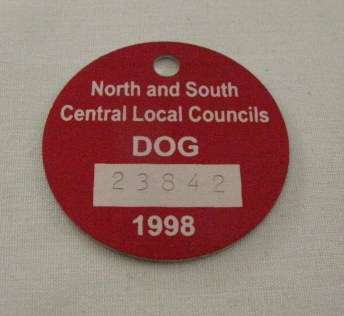 North and South
Central Local Councils
DOG
23842
1998